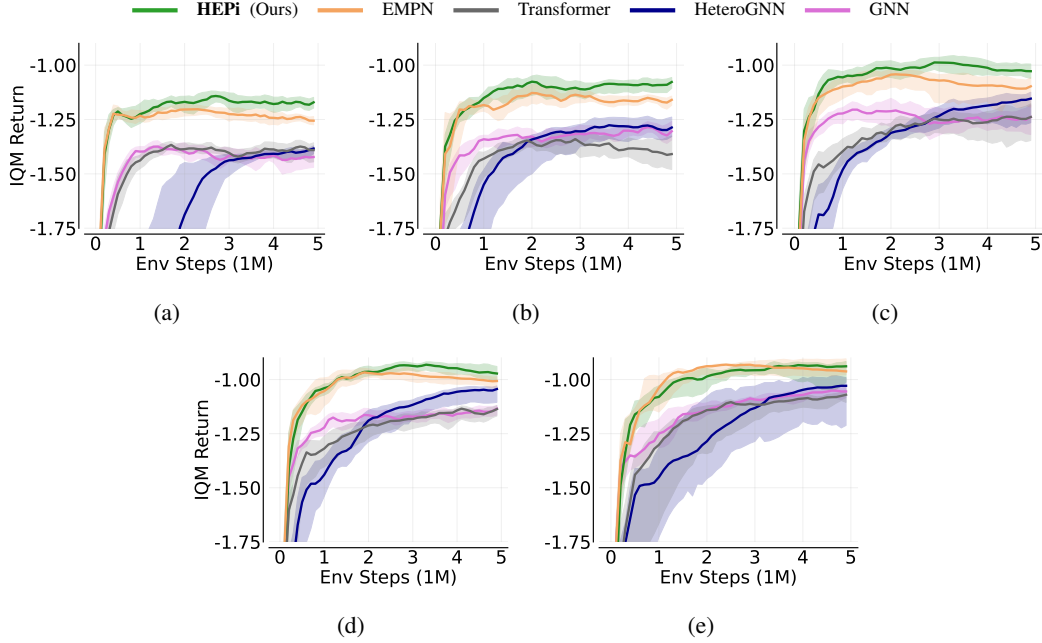 HEPi (Ours) EMPN Transformer HeteroGNN GNN
-1.00 -1.00 -1.00
-1.25 -1.25 -1.25
-1.50 -1.50 -1.50
-1.75 -1.75 -1.75
IQM Return
0 1 2 3 4 5 0 1 2 3 4 5 0 1 2 3 4 5
Env Steps (1M) Env Steps (1M) Env Steps (1M)
(a) (b) (c)
-1.00 -1.00
-1.25 -1.25
-1.50 -1.50
-1.75 -1.75
IQM Return
0 1 2 3 4 5 0 1 2 3 4 5
Env Steps (1M) Env Steps (1M)
(d) (e)